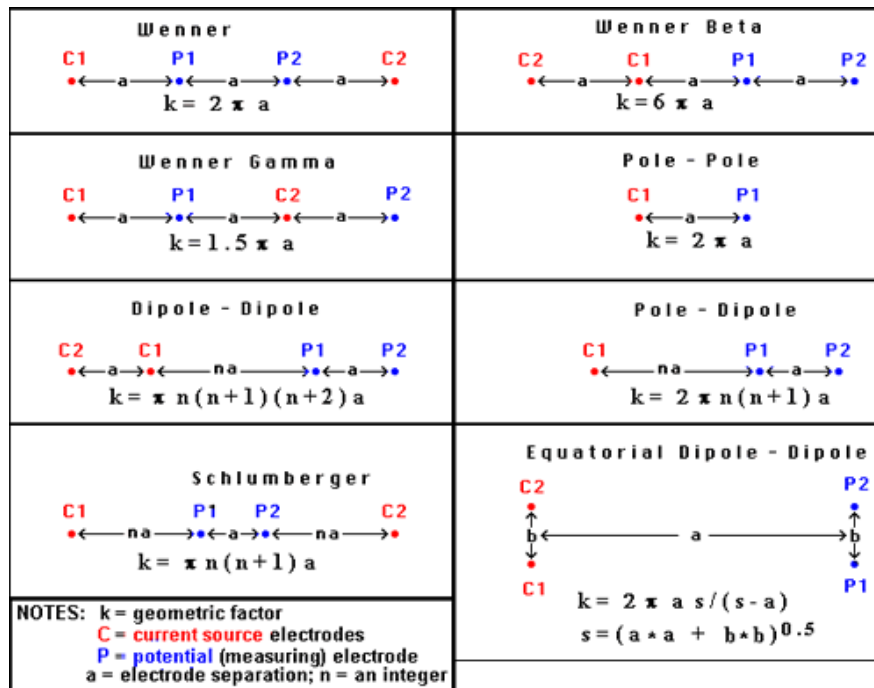 Wenner
C1 P1 P2 C2
a a a
k = 2 π a
Wenner Beta
C2 C1 P1 P2
a a a
k = 6 π a
Wenner Gamma
C1 P1 C2 P2
a a a
k = 1.5 π a
Pole - Pole
C1 P1
a
k = 2 π a
Dipole - Dipole
C2 C1 P1 P2
a na a
k = π n(n+1)(n+2)a
Pole - Dipole
C1 P1 P2
na a
k = 2 π n(n+1)a
Schlumberger
C1 P1 P2 C2
na a na
k = π n(n+1)a
Equatorial Dipole - Dipole
C2 P2
b a b
C1 P1
k = 2 π a s/(s-a)
s = (a*a + b*b)^0.5
NOTES: k = geometric factor
C = current source electrodes
P = potential (measuring) electrode
a = electrode separation; n = an integer